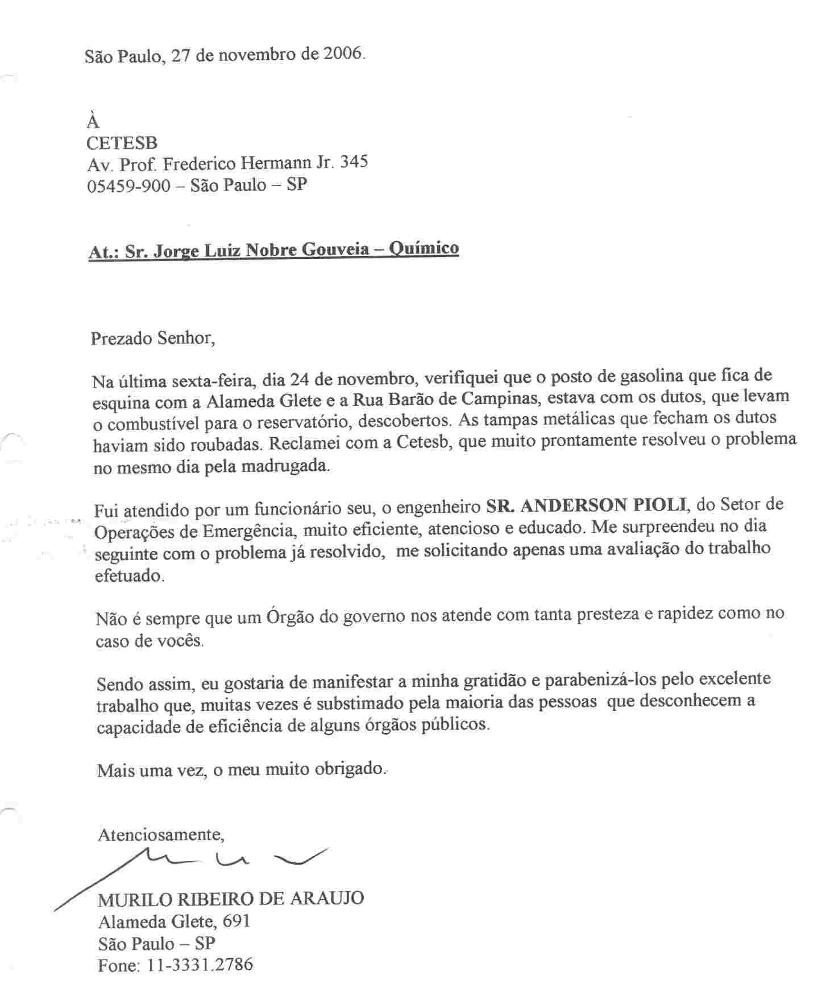 São Paulo, 27 de novembro de 2006.
À
CETESB
Av. Prof. Frederico Hermann Jr. 345
05459-900 – São Paulo – SP
At.: Sr. Jorge Luiz Nobre Gouveia – Químico
Prezado Senhor,
Na última sexta-feira, dia 24 de novembro, verifiquei que o posto de gasolina que fica de
esquina com a Alameda Glete e a Rua Barão de Campinas, estava com os dutos, que levam
o combustível para o reservatório, descobertos. As tampas metálicas que fecham os dutos
haviam sido roubadas. Reclamei com a Cetesb, que muito prontamente resolveu o problema
no mesmo dia pela madrugada.
Fui atendido por um funcionário seu, o engenheiro SR. ANDERSON PIOLI, do Setor de
Operações de Emergência, muito eficiente, atencioso e educado. Me surpreendeu no dia
seguinte com o problema já resolvido, me solicitando apenas uma avaliação do trabalho
efetuado.
Não é sempre que um Órgão do governo nos atende com tanta presteza e rapidez como no
caso de vocês.
Sendo assim, eu gostaria de manifestar a minha gratidão e parabenizá-los pelo excelente
trabalho que, muitas vezes é substimado pela maioria das pessoas que desconhecem a
capacidade de eficiência de alguns órgãos públicos.
Mais uma vez, o meu muito obrigado.
Atenciosamente,
MURILO RIBEIRO DE ARAUJO
Alameda Glete, 691
São Paulo – SP
Fone: 11-3331.2786